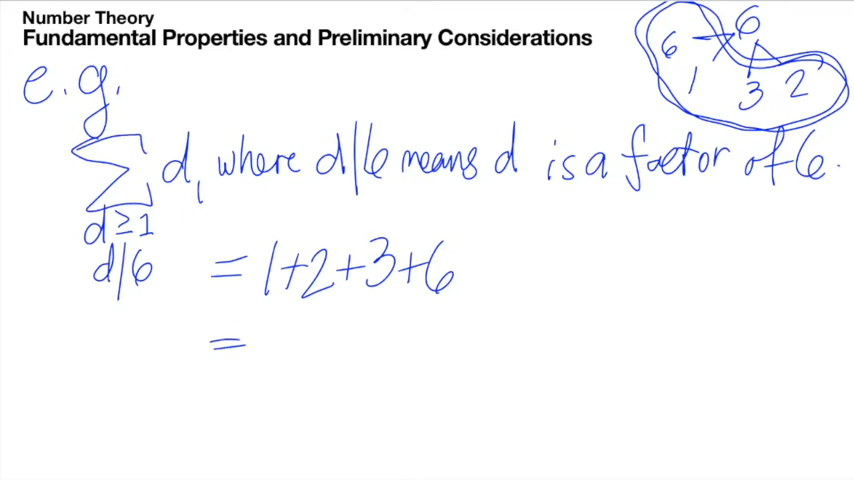 Number Theory
Fundamental Properties and Preliminary Considerations
6
6
1
3 2
e.g.
∑ d, where d|6 means d is a factor of 6.
d≥1
d|6 = 1+2+3+6
=